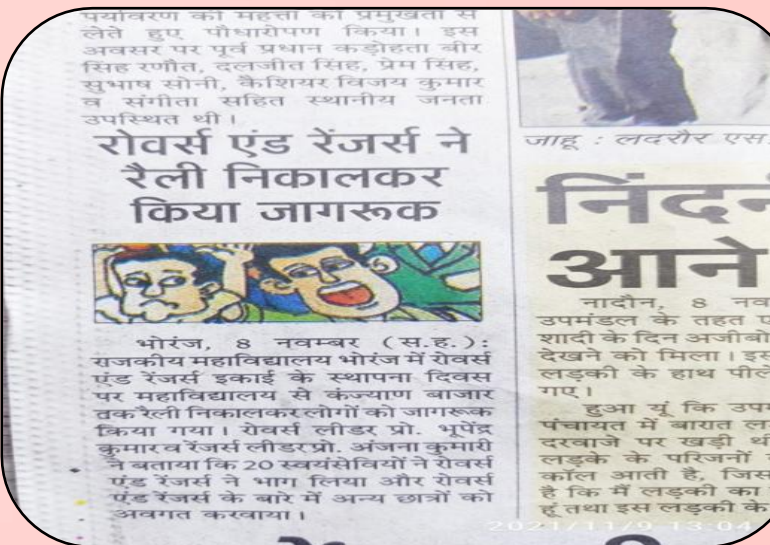 पर्यावरण की महत्ता को प्रमुखता से
लेते हुए पौधारोपण किया। इस
अवसर पर पूर्व प्रधान कड़ोहता बीर
सिंह रणौत, दलजीत सिंह, प्रेम सिंह,
सुभाष सोनी, कैशियर विजय कुमार
व संगीता सहित स्थानीय जनता
उपस्थित थी।
रोवर्स एंड रेंजर्स ने
रैली निकालकर
किया जागरूक
भोरंज, 8 नवम्बर (स.ह.):
राजकीय महाविद्यालय भोरंज में रोवर्स
एंड रेंजर्स इकाई के स्थापना दिवस
पर महाविद्यालय से कंज्याण बाजार
तक रैली निकालकर लोगों को जागरूक
किया गया। रोवर्स लीडर प्रो. भूपेंद्र
कुमार व रेंजर्स लीडर प्रो. अंजना कुमारी
ने बताया कि 20 स्वयंसेवियों ने रोवर्स
एंड रेंजर्स ने भाग लिया और रोवर्स
एंड रेंजर्स के बारे में अन्य छात्रों को
अवगत करवाया।
जाहू : लदरौर एस.
आने
नादौन, 8
उपमंडल के तहत
शादी के दिन अजीबो
देखने को मिला। इस
लड़की के हाथ पीले
गए।
हुआ यूं कि
पंचायत में बारात
दरवाजे पर खड़ी
लड़के के परिजनों
कॉल आती है, जिस
है कि मैं लड़की का
हूं तथा इस लड़की के
2021/11/9 13:04